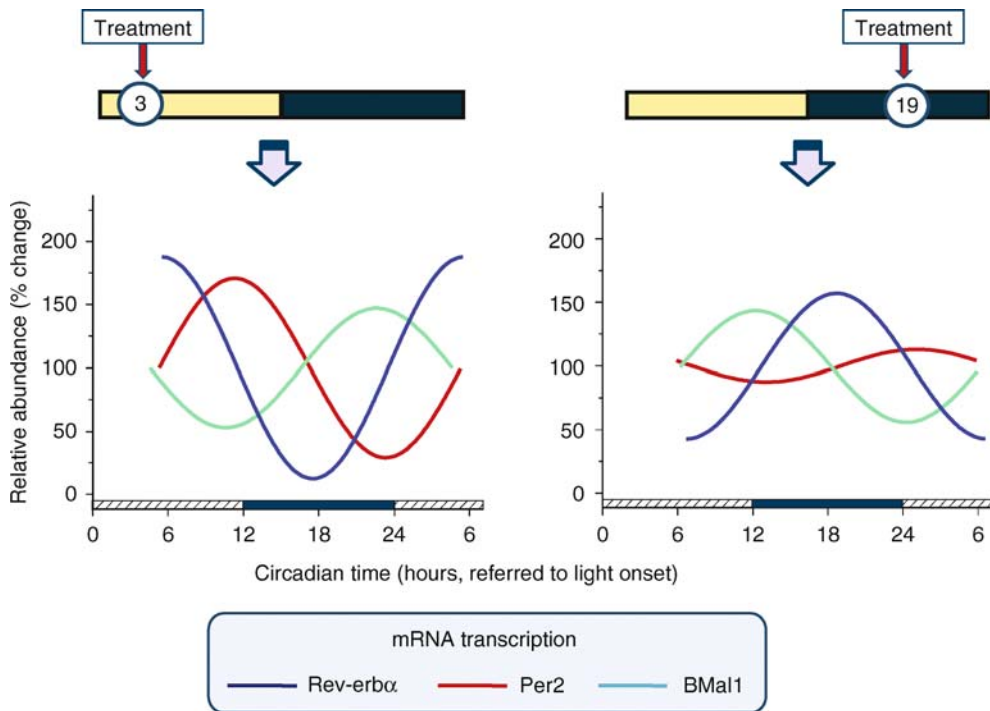 Treatment
3
Treatment
19
Relative abundance (% change)
200
150
100
50
0
0 6 12 18 24 6
200
150
100
50
0
0 6 12 18 24 6
Circadian time (hours, referred to light onset)
mRNA transcription
Rev-erbα Per2 BMal1